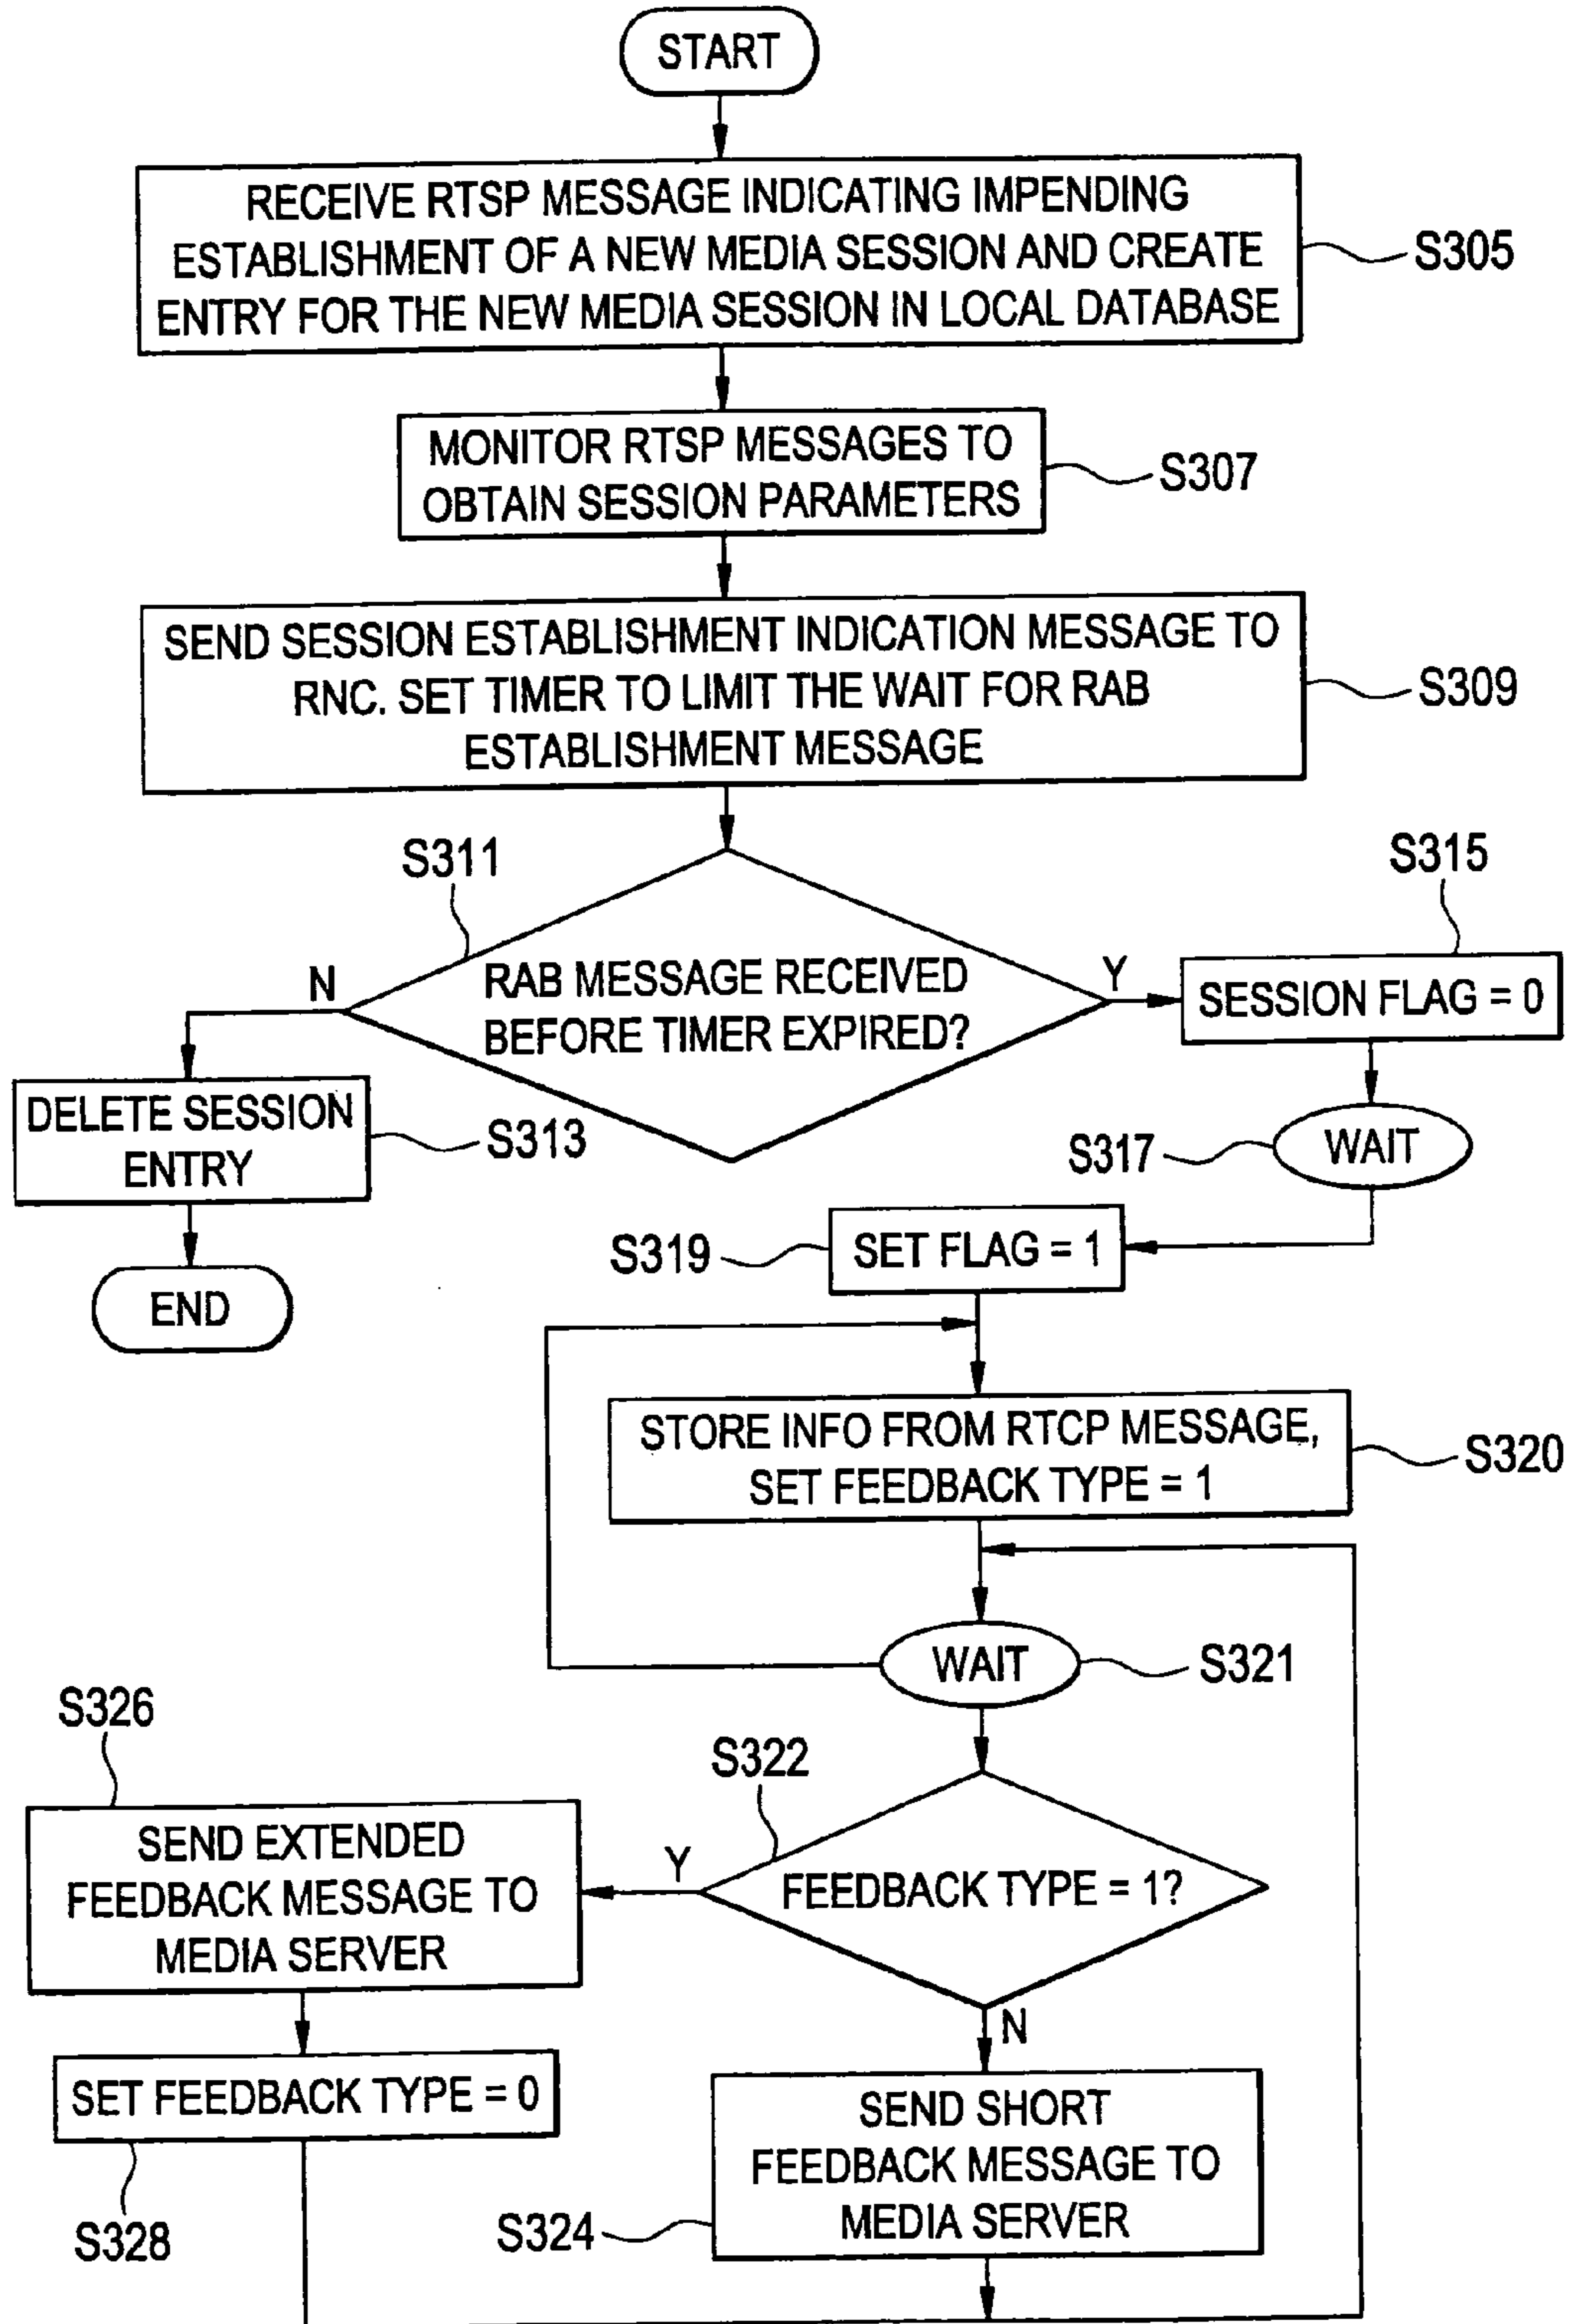 START
RECEIVE RTSP MESSAGE INDICATING IMPENDING
ESTABLISHMENT OF A NEW MEDIA SESSION AND CREATE
ENTRY FOR THE NEW MEDIA SESSION IN LOCAL DATABASE
S305
MONITOR RTSP MESSAGES TO
OBTAIN SESSION PARAMETERS
S307
SEND SESSION ESTABLISHMENT INDICATION MESSAGE TO
RNC. SET TIMER TO LIMIT THE WAIT FOR RAB
ESTABLISHMENT MESSAGE
S309
S311
RAB MESSAGE RECEIVED
BEFORE TIMER EXPIRED?
N
Y
S315
SESSION FLAG = 0
DELETE SESSION
ENTRY
S313
END
S317
WAIT
S319
SET FLAG = 1
STORE INFO FROM RTCP MESSAGE,
SET FEEDBACK TYPE = 1
S320
WAIT
S321
S322
FEEDBACK TYPE = 1?
Y
N
S326
SEND EXTENDED
FEEDBACK MESSAGE TO
MEDIA SERVER
SET FEEDBACK TYPE = 0
S328
SEND SHORT
FEEDBACK MESSAGE TO
MEDIA SERVER
S324